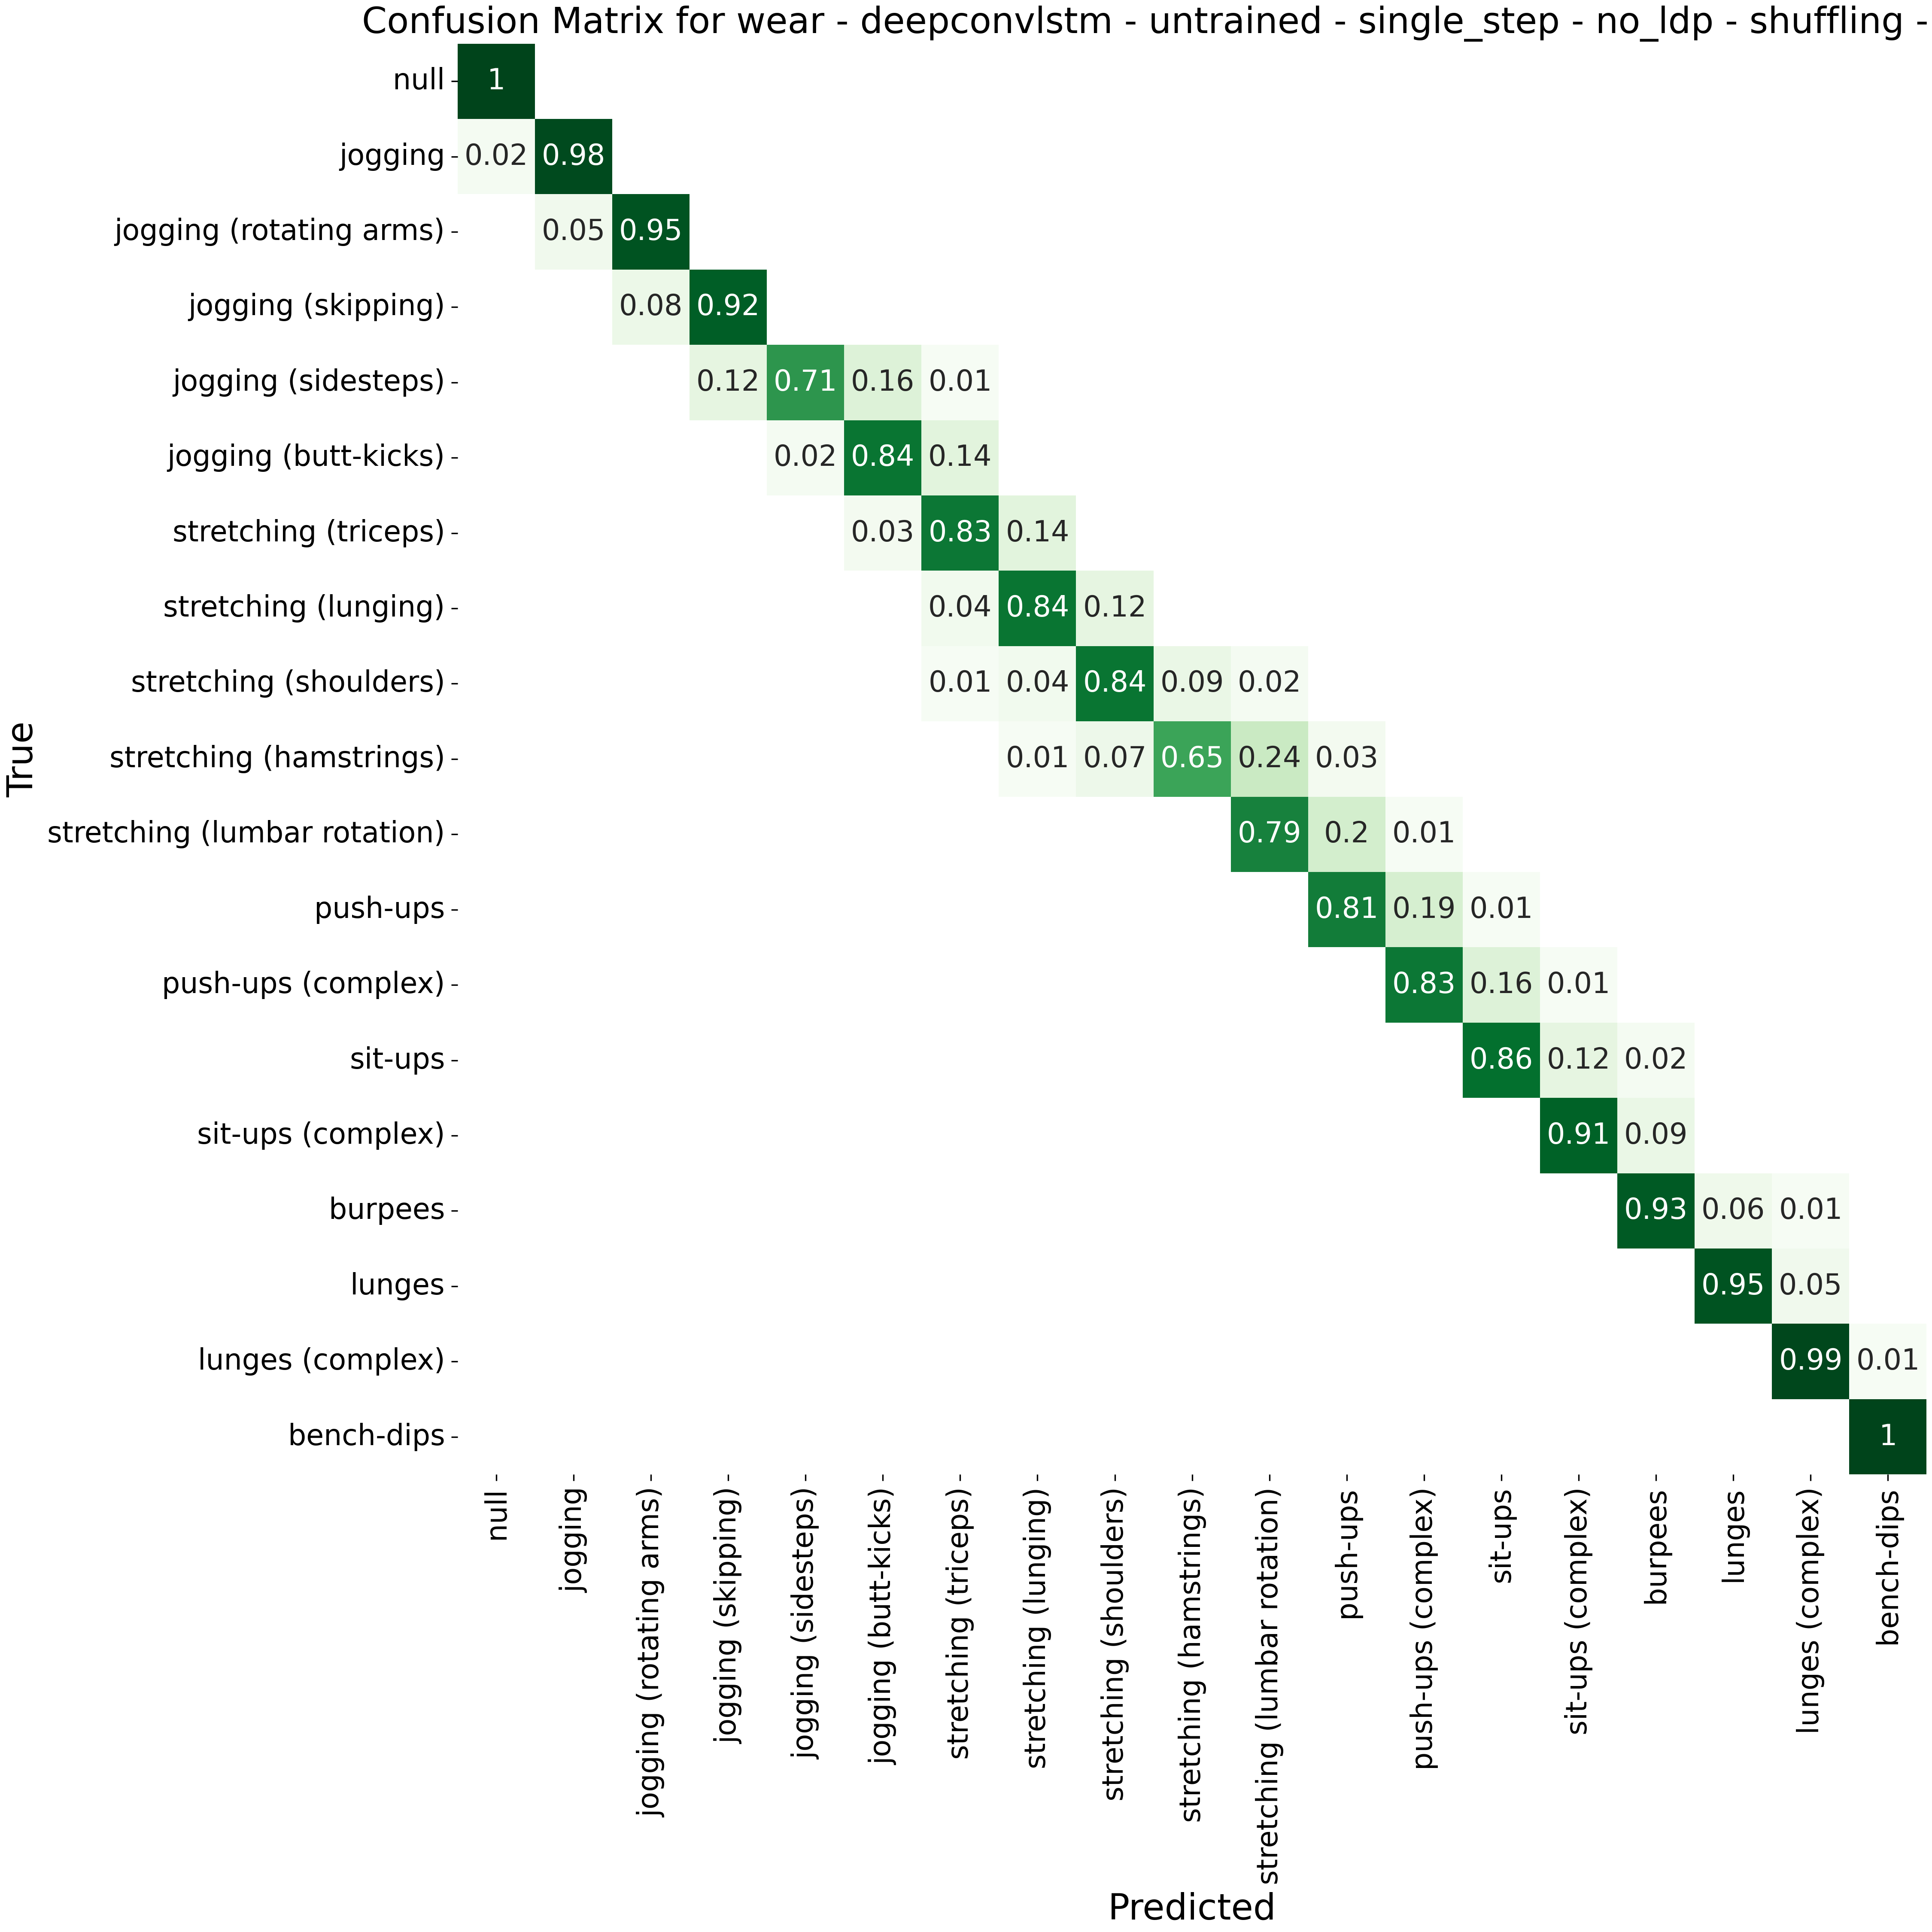 Confusion Matrix for wear - deepconvlstm - untrained - single_step - no_ldp - shuffling -
null 1
jogging 0.02 0.98
jogging (rotating arms) 0.05 0.95
jogging (skipping) 0.08 0.92
jogging (sidesteps) 0.12 0.71 0.16 0.01
jogging (butt-kicks) 0.02 0.84 0.14
stretching (triceps) 0.03 0.83 0.14
stretching (lunging) 0.04 0.84 0.12
stretching (shoulders) 0.01 0.04 0.84 0.09 0.02
stretching (hamstrings) 0.01 0.07 0.65 0.24 0.03
stretching (lumbar rotation) 0.79 0.2 0.01
push-ups 0.81 0.19 0.01
push-ups (complex) 0.83 0.16 0.01
sit-ups 0.86 0.12 0.02
sit-ups (complex) 0.91 0.09
burpees 0.93 0.06 0.01
lunges 0.95 0.05
lunges (complex) 0.99 0.01
bench-dips 1
True
null
jogging
jogging (rotating arms)
jogging (skipping)
jogging (sidesteps)
jogging (butt-kicks)
stretching (triceps)
stretching (lunging)
stretching (shoulders)
stretching (hamstrings)
stretching (lumbar rotation)
push-ups
push-ups (complex)
sit-ups
sit-ups (complex)
burpees
lunges
lunges (complex)
bench-dips
Predicted